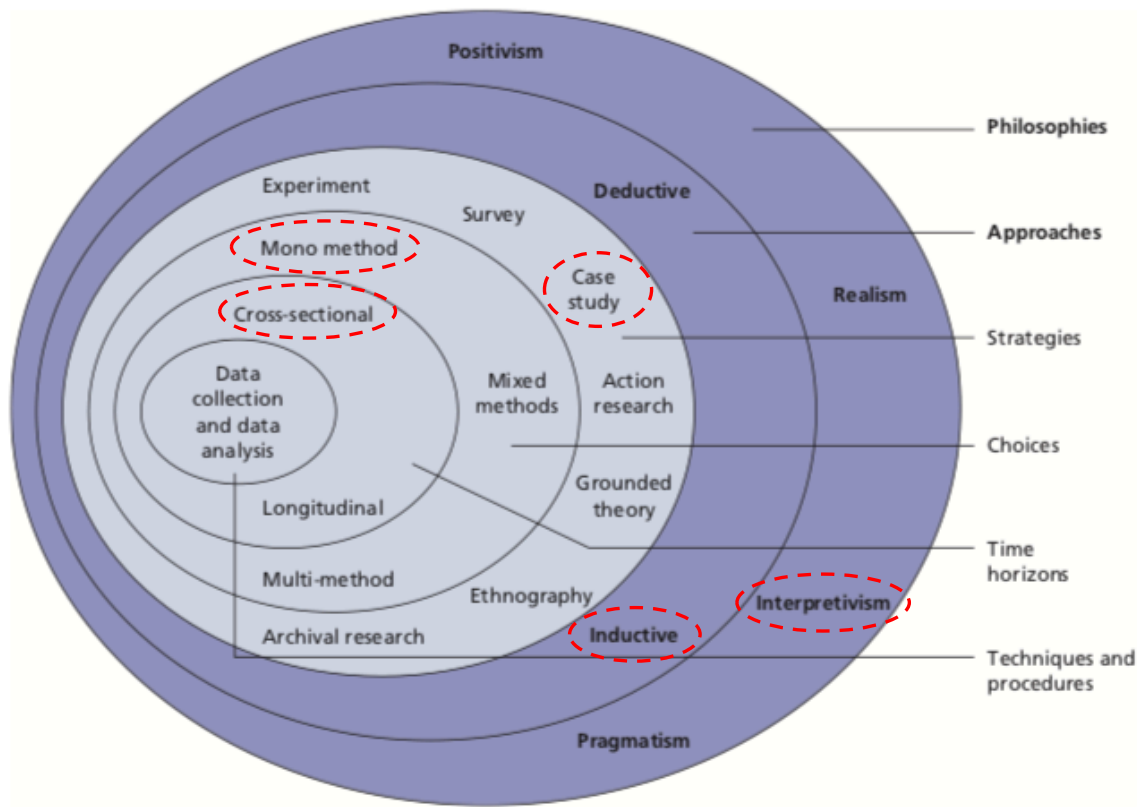 Positivism
Philosophies
Experiment
Deductive
Survey
Approaches
Mono method
Case
study
Realism
Cross-sectional
Strategies
Data
collection
and data
analysis
Mixed
methods
Action
research
Choices
Grounded
theory
Longitudinal
Time
horizons
Multi-method
Ethnography
Interpretivism
Archival research
Inductive
Techniques and
procedures
Pragmatism